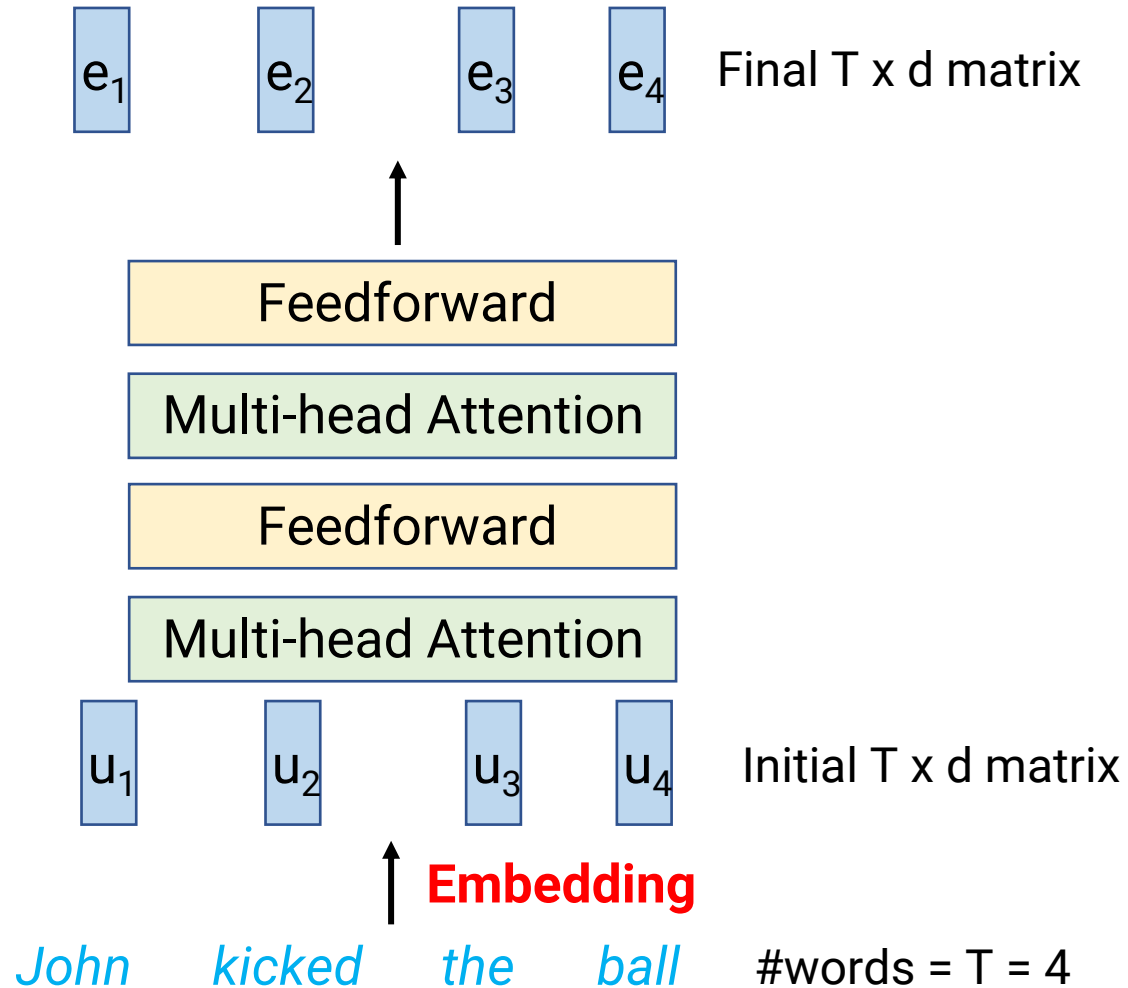 e₁ e₂ e₃ e₄ Final T x d matrix
Feedforward
Multi-head Attention
Feedforward
Multi-head Attention
u₁ u₂ u₃ u₄ Initial T x d matrix
Embedding
John kicked the ball #words = T = 4